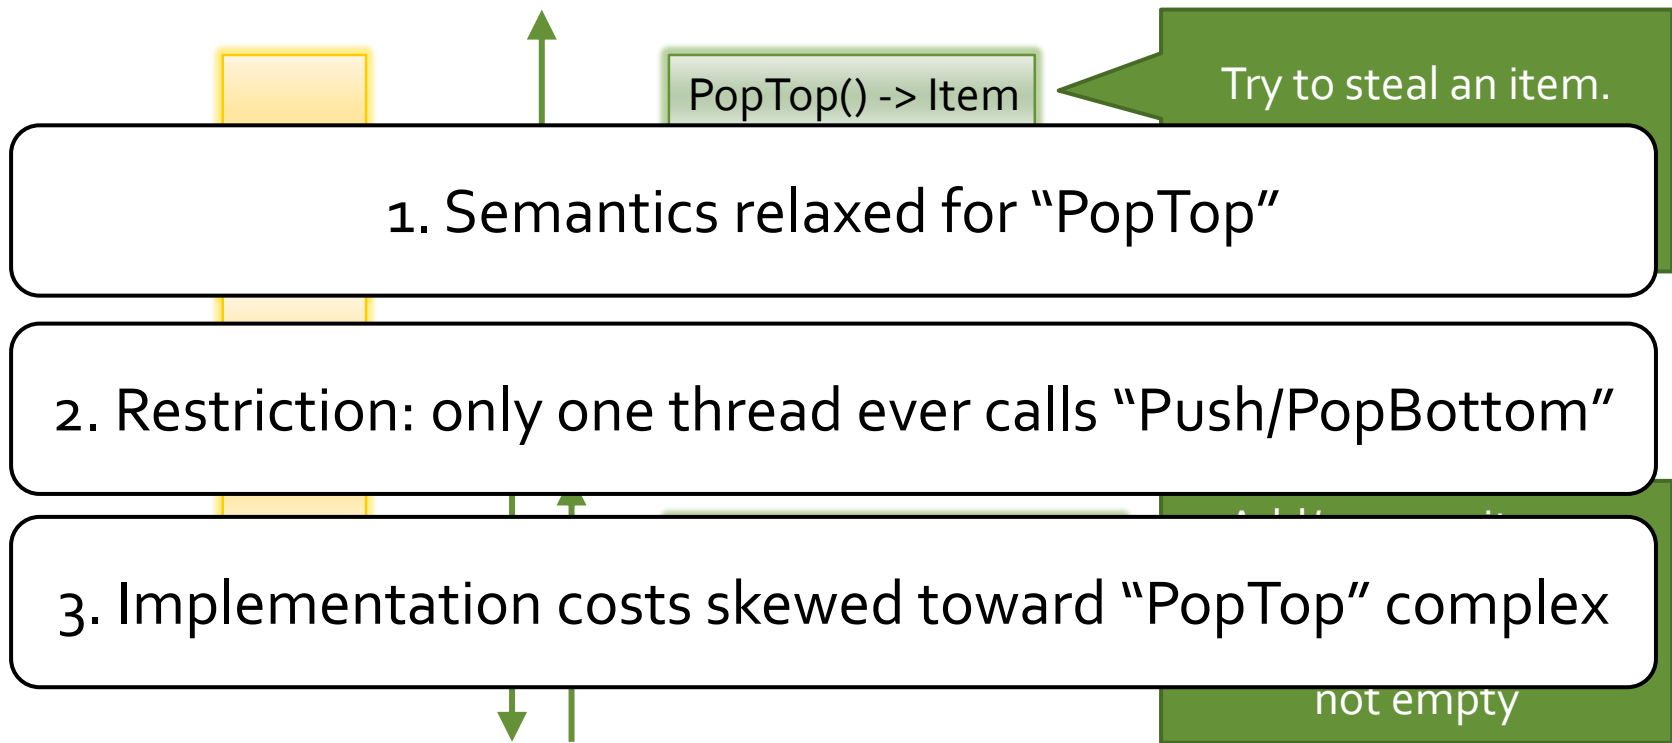 PopTop() -> Item
Try to steal an item.
1. Semantics relaxed for “PopTop”
2. Restriction: only one thread ever calls “Push/PopBottom”
3. Implementation costs skewed toward “PopTop” complex
not empty